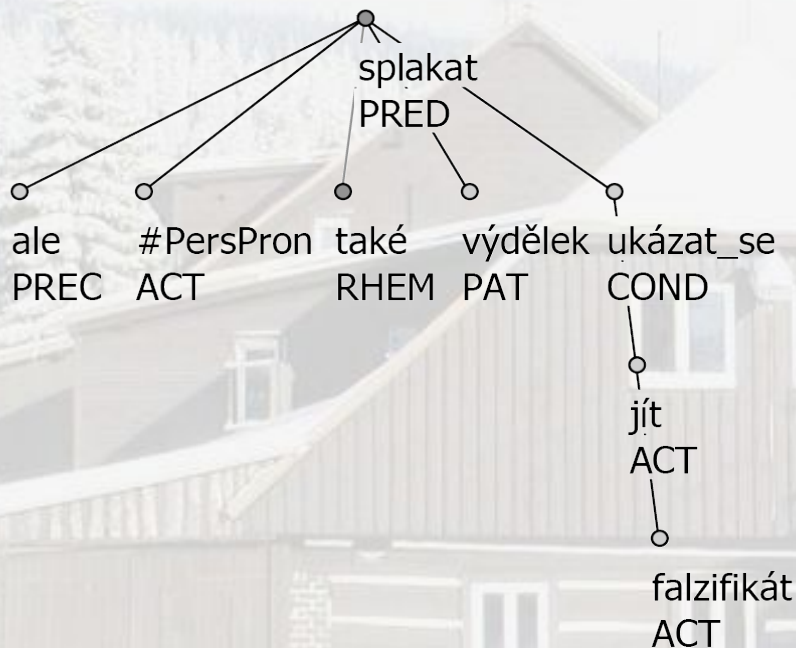 splakat
PRED
ale #PersPron také výdělek ukázat_se
PREC ACT RHEM PAT COND
jít
ACT
falzifikát
ACT